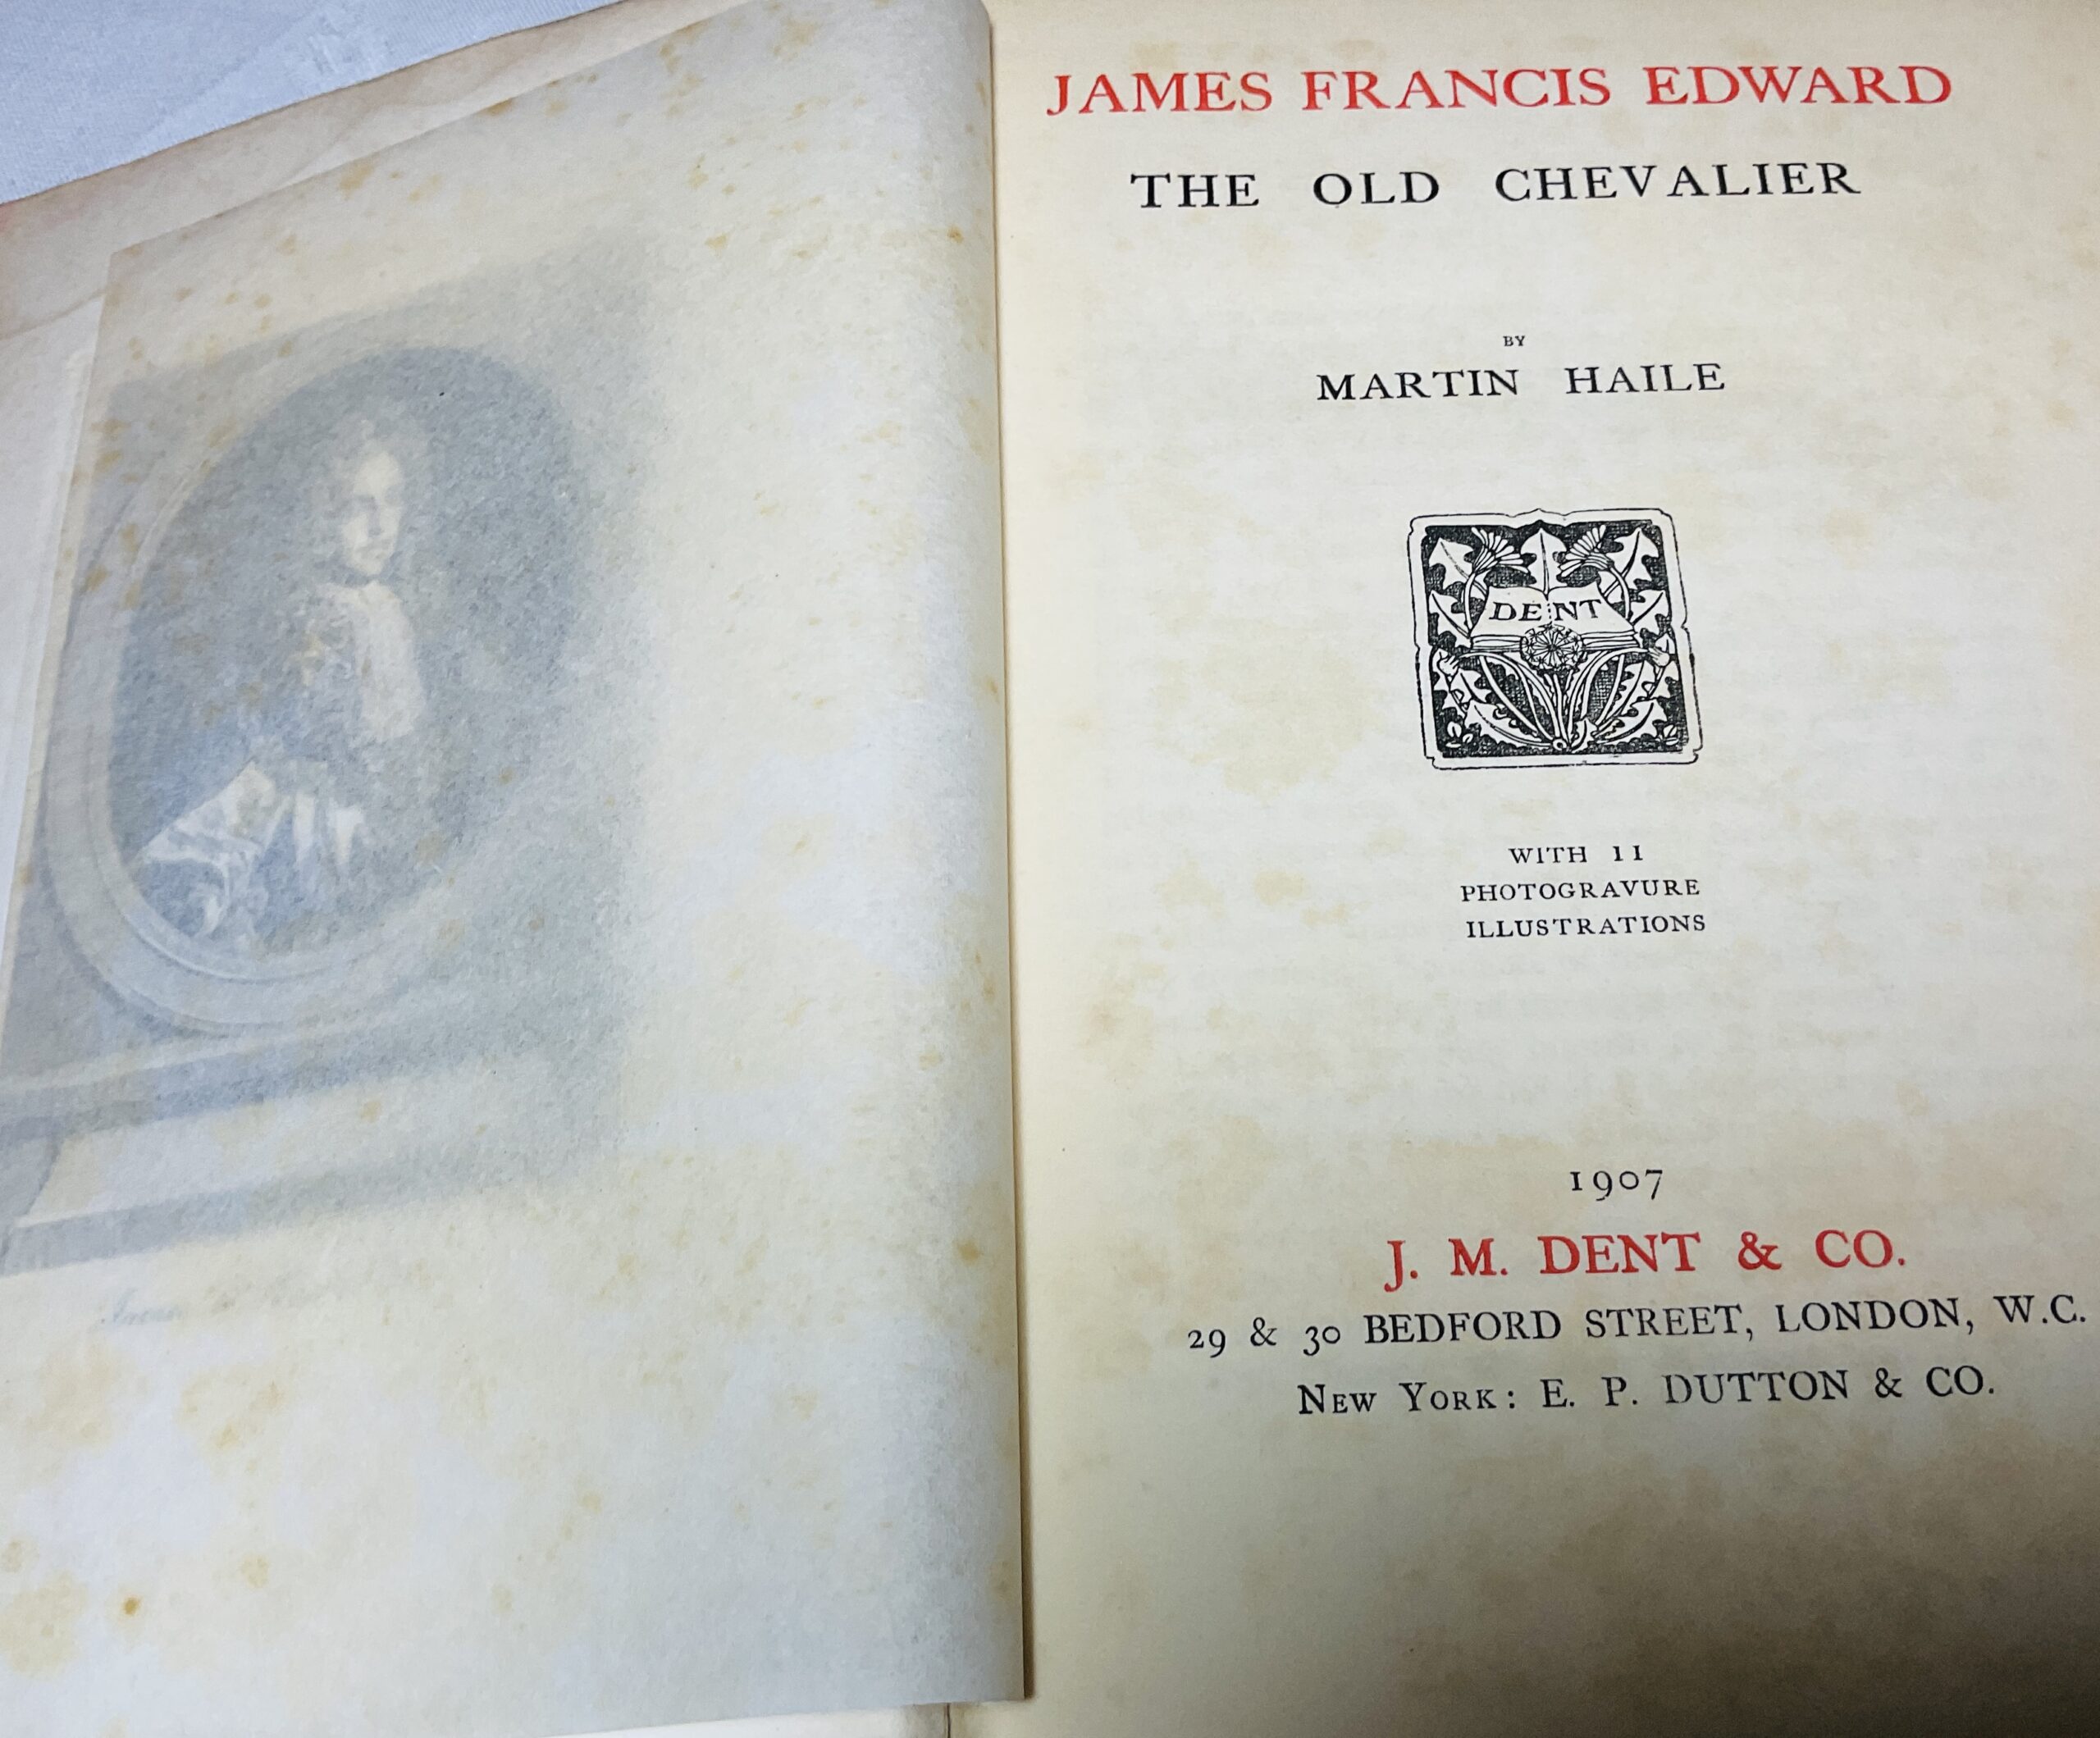 JAMES FRANCIS EDWARD
THE OLD CHEVALIER
BY
MARTIN HAILE
DENT
WITH 11
PHOTOGRAVURE
ILLUSTRATIONS
1907
J. M. DENT & CO.
29 & 30 BEDFORD STREET, LONDON, W.C.
NEW YORK: E. P. DUTTON & CO.